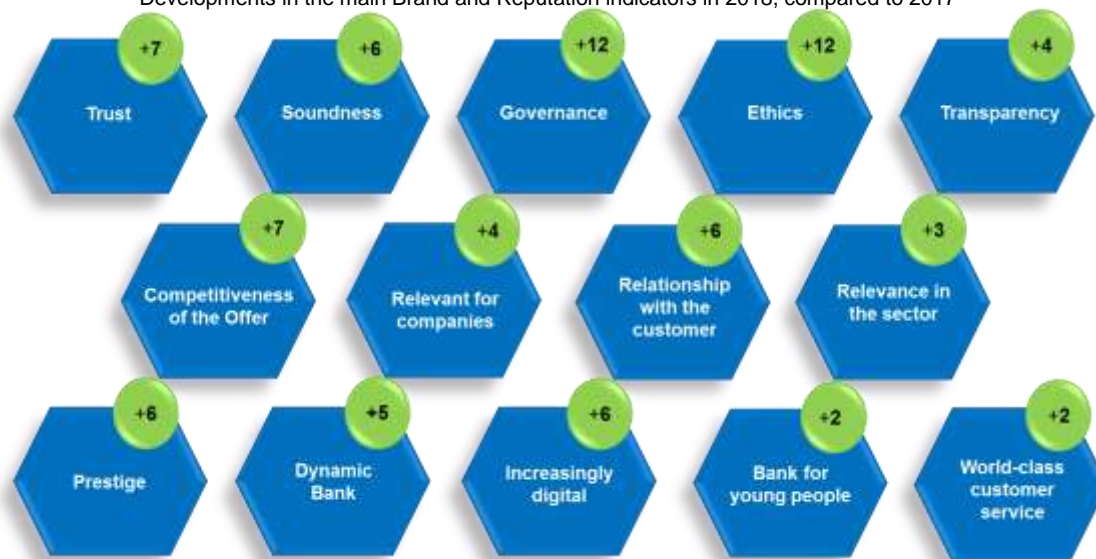 Developments in the main Brand and Reputation indicators in 2018, compared to 2017
+7
Trust
+6
Soundness
+12
Governance
+12
Ethics
+4
Transparency
+7
Competitiveness
of the Offer
+4
Relevant for
companies
+6
Relationship
with the
customer
+3
Relevance in
the sector
+6
Prestige
+5
Dynamic
Bank
+6
Increasingly
digital
+2
Bank for
young people
+2
World-class
customer
service